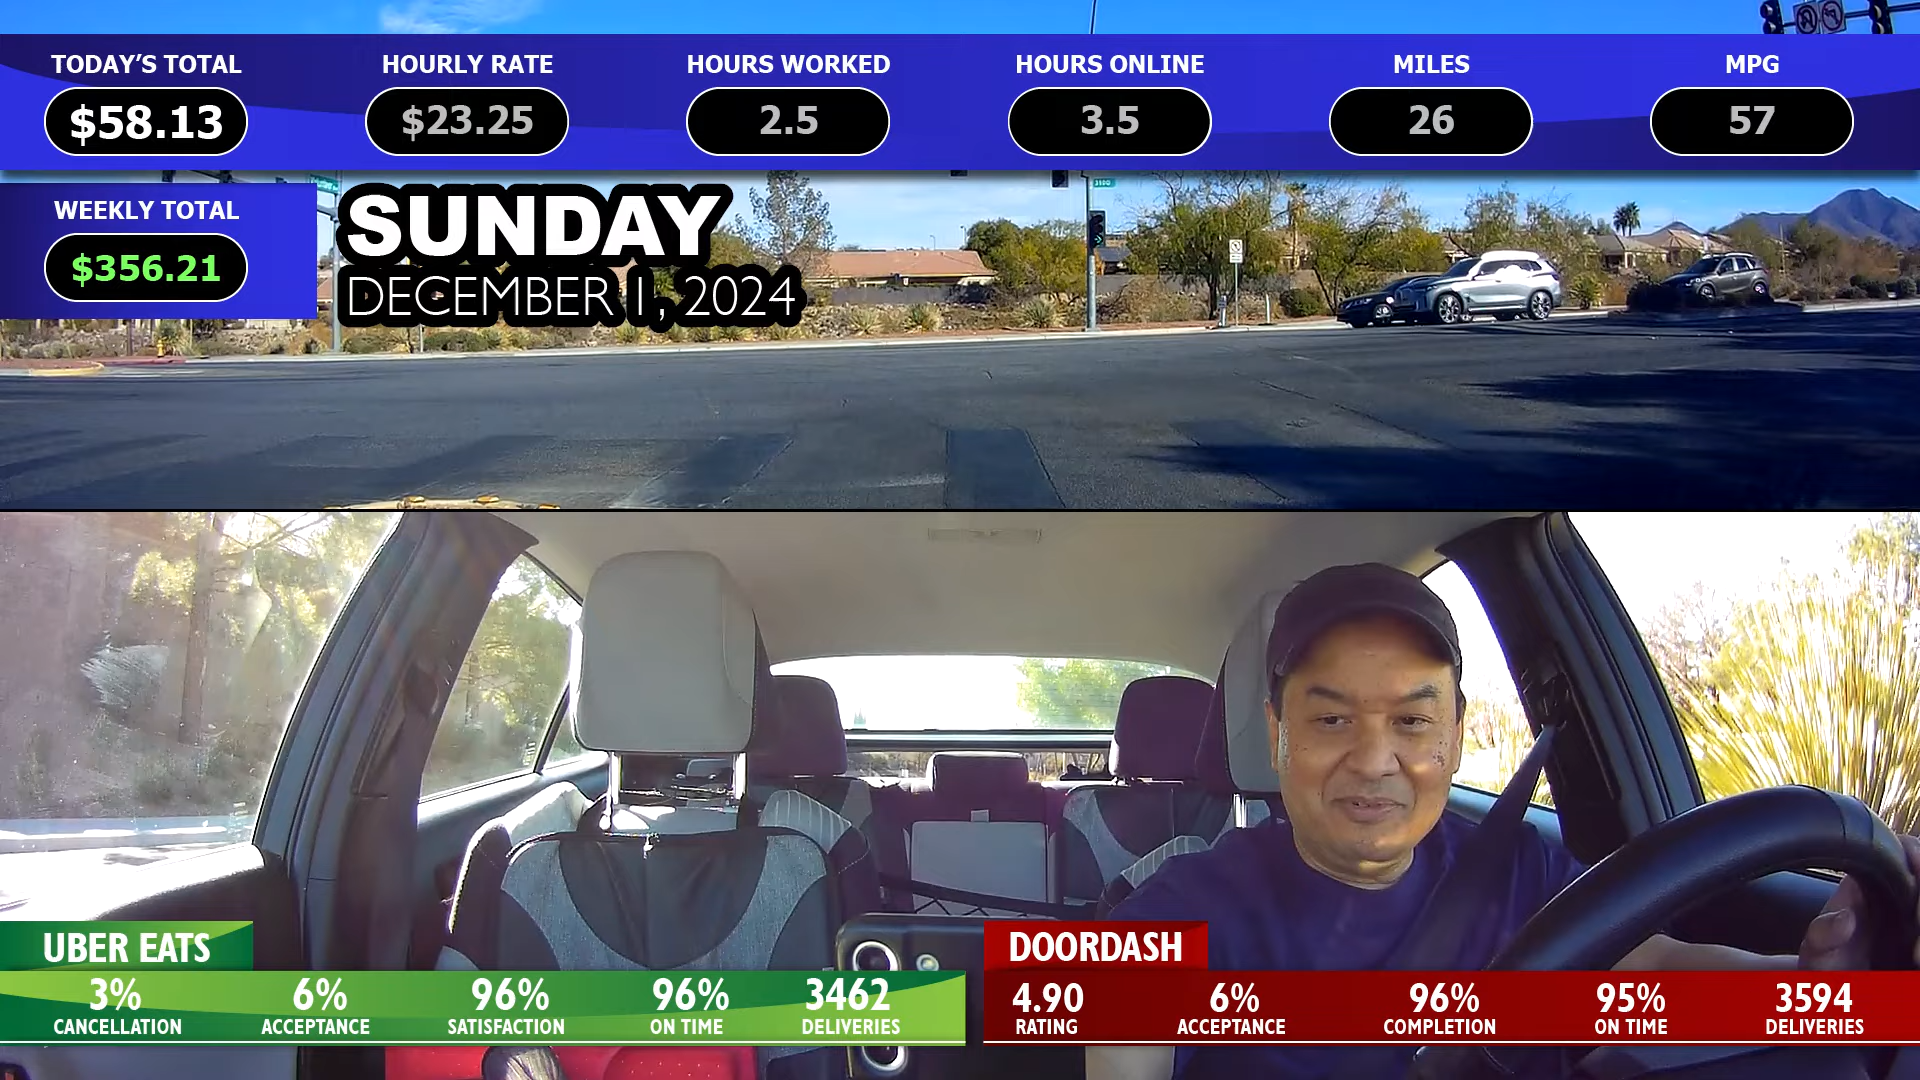 TODAY'S TOTAL
$58.13
HOURLY RATE
$23.25
HOURS WORKED
2.5
HOURS ONLINE
3.5
MILES
26
MPG
57
WEEKLY TOTAL
$356.21
SUNDAY
DECEMBER 1, 2024
UBER EATS
3%
CANCELLATION
6%
ACCEPTANCE
96%
SATISFACTION
96%
ON TIME
3462
DELIVERIES
DOORDASH
4.90
RATING
6%
ACCEPTANCE
96%
COMPLETION
95%
ON TIME
3594
DELIVERIES